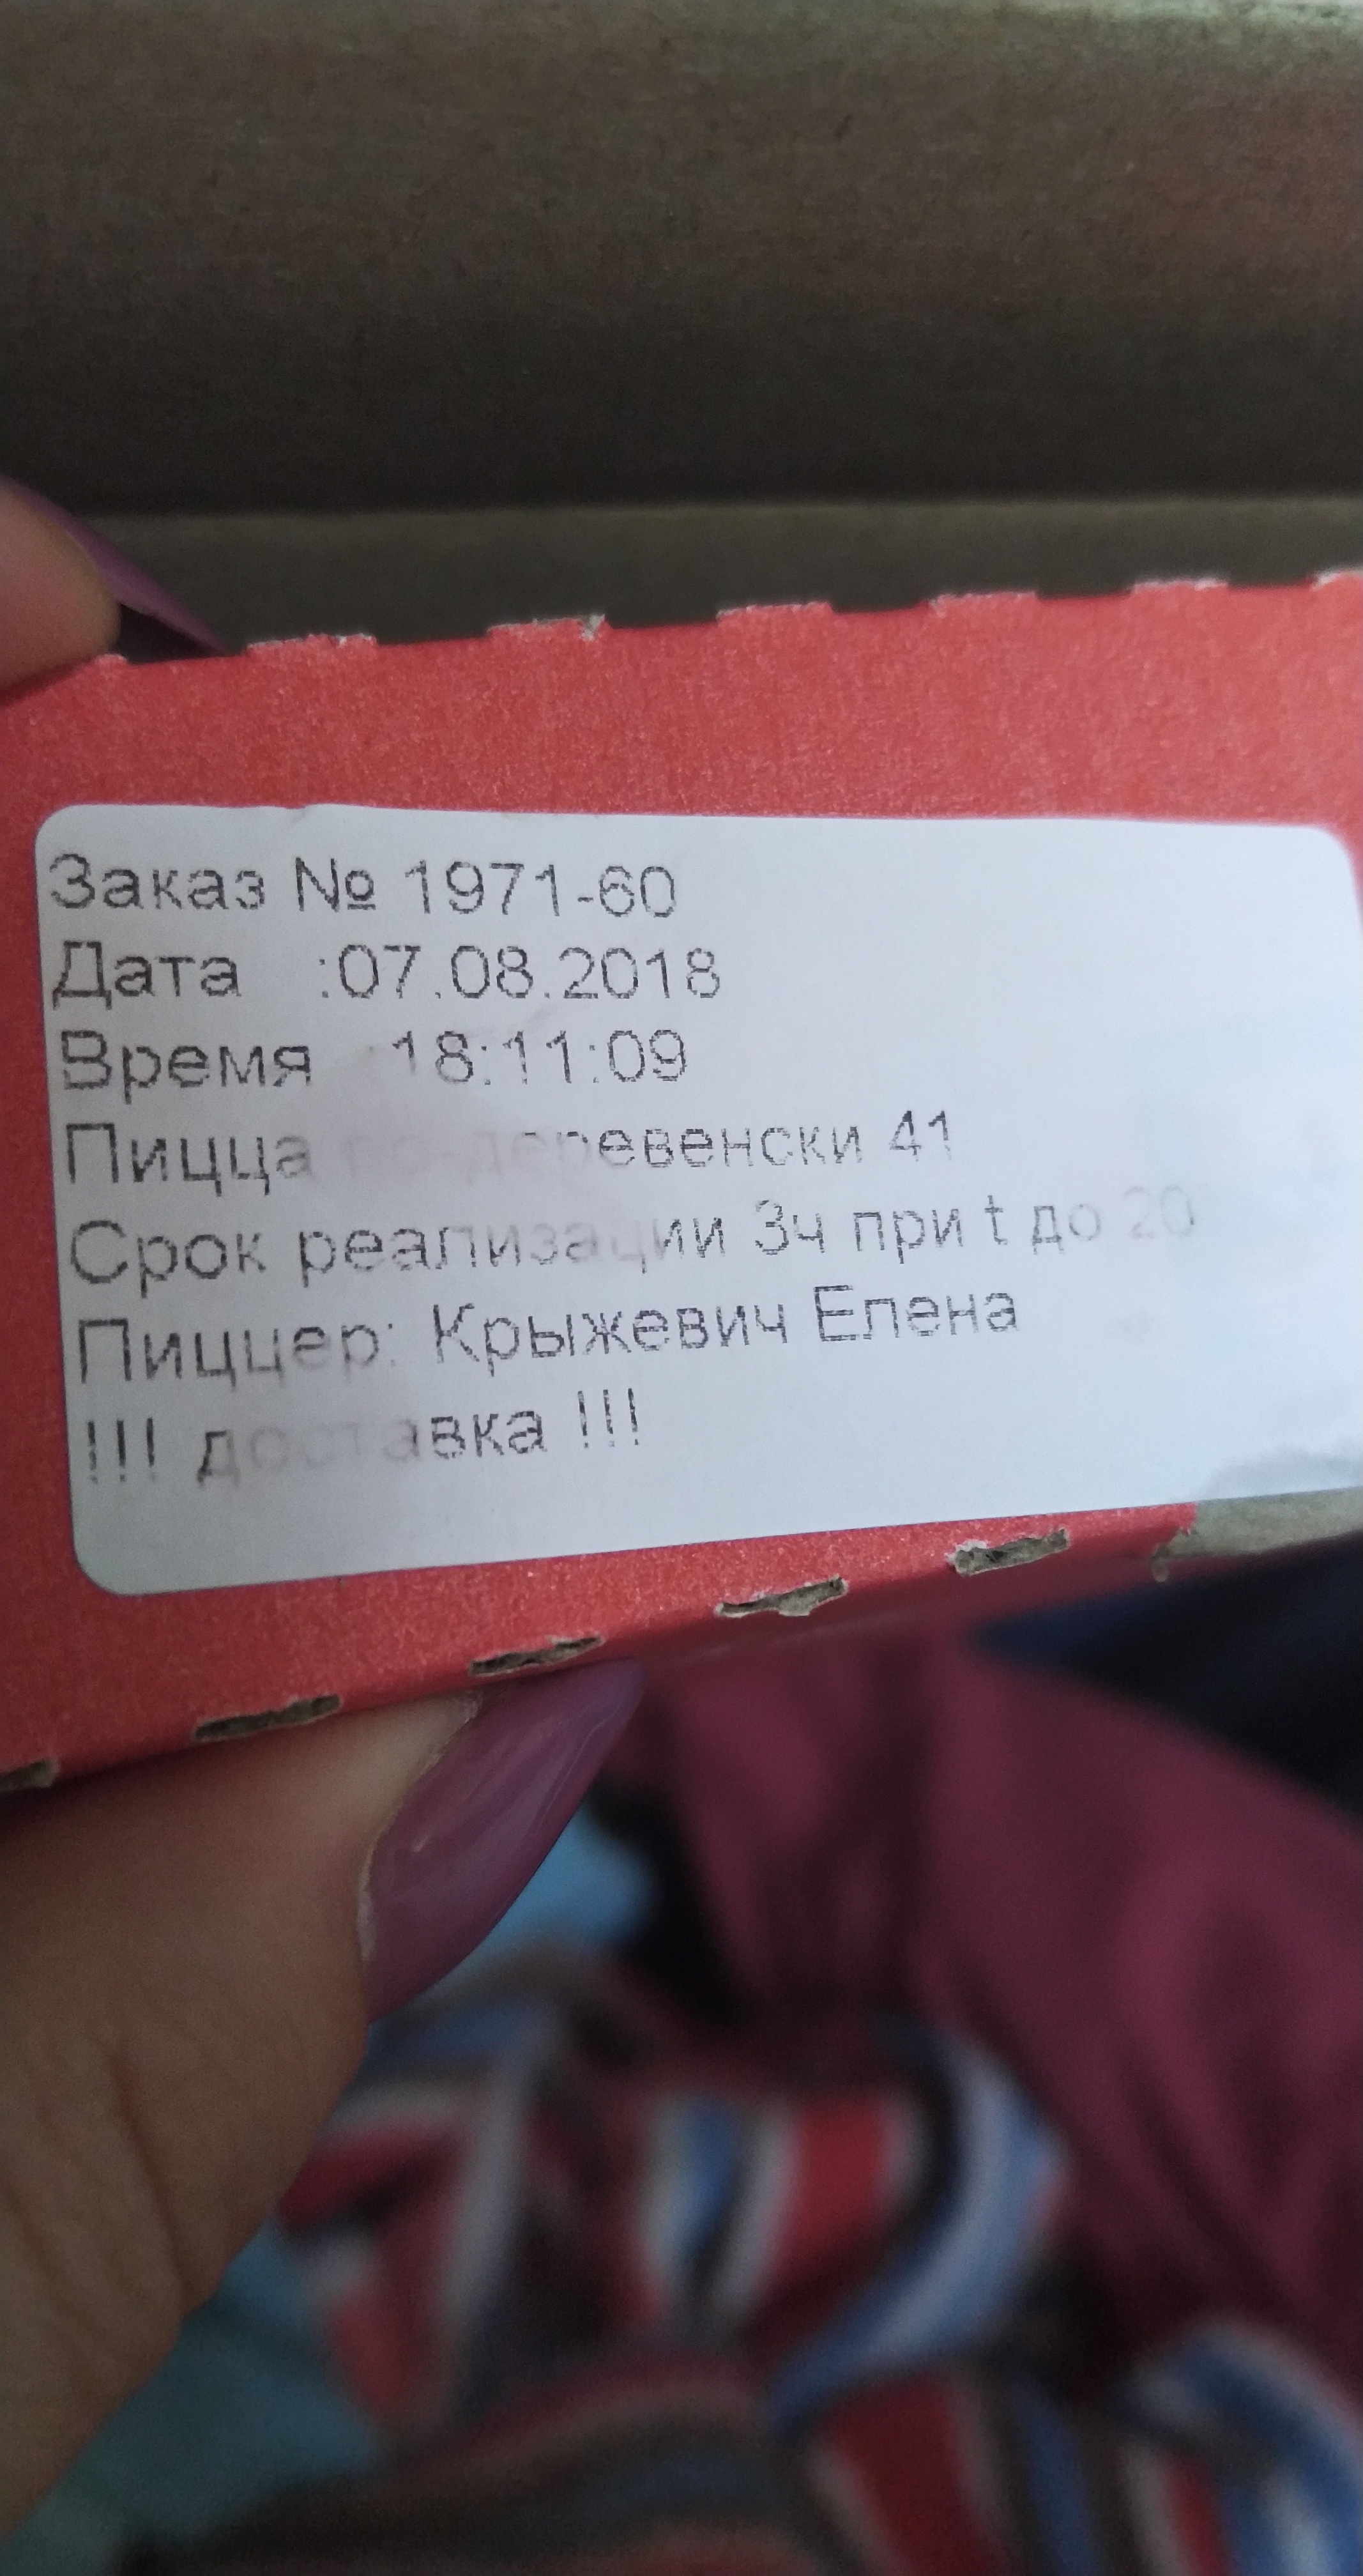 Заказ № 1971-60
Дата :07.08.2018
Время 18:11:09
Пицца деревенски 41
Срок реализации 3ч при t до 20
Пиццер: Крыжевич Елена
!!! доставка !!!